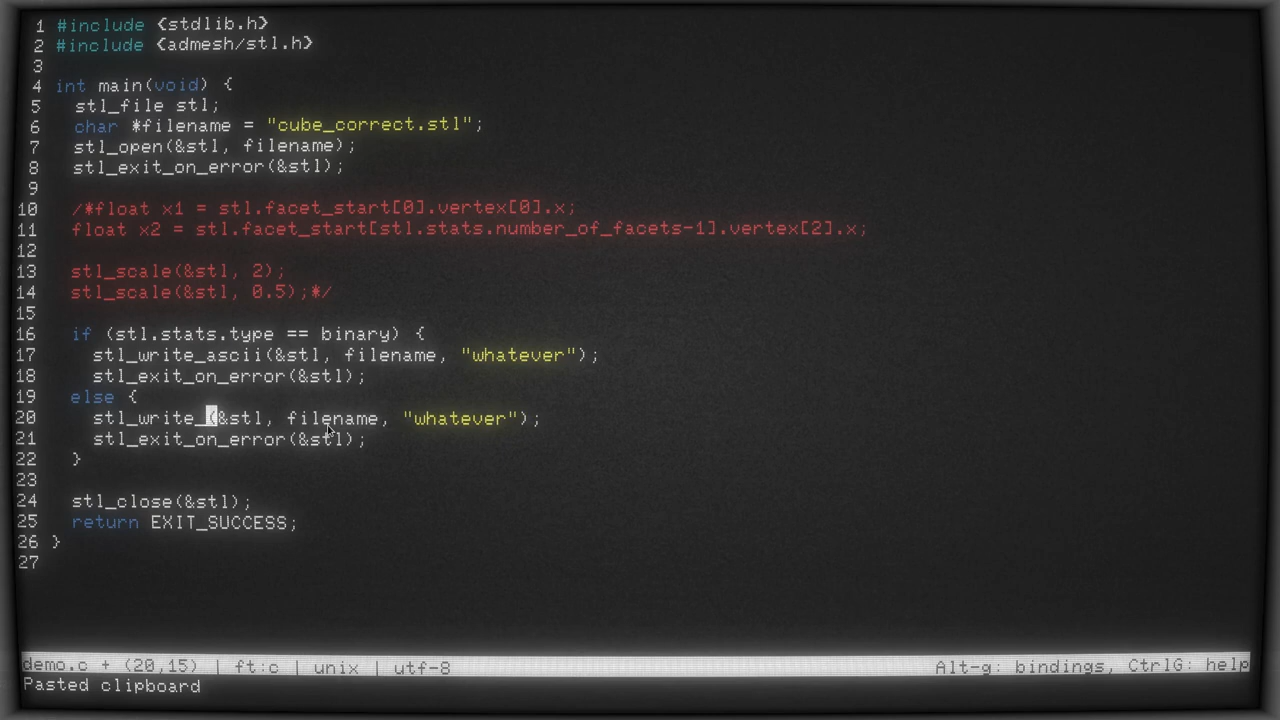 1 #include <stdlib.h>
2 #include <admesh/stl.h>
3
4 int main(void) {
5   stl_file stl;
6   char *filename = "cube_correct.stl";
7   stl_open(&stl, filename);
8   stl_exit_on_error(&stl);
9
10   /*float x1 = stl.facet_start[0].vertex[0].x;
11   float x2 = stl.facet_start[stl.stats.number_of_facets-1].vertex[2].x;
12
13   stl_scale(&stl, 2);
14   stl_scale(&stl, 0.5);*/
15
16   if (stl.stats.type == binary) {
17     stl_write_ascii(&stl, filename, "whatever");
18     stl_exit_on_error(&stl);
19   else {
20     stl_write_(&stl, filename, "whatever");
21     stl_exit_on_error(&stl);
22   }
23
24   stl_close(&stl);
25   return EXIT_SUCCESS;
26 }
27
demo.c + (20,15) | ft:c | unix | utf-8 Alt-g: bindings, CtrlG: help
Pasted clipboard